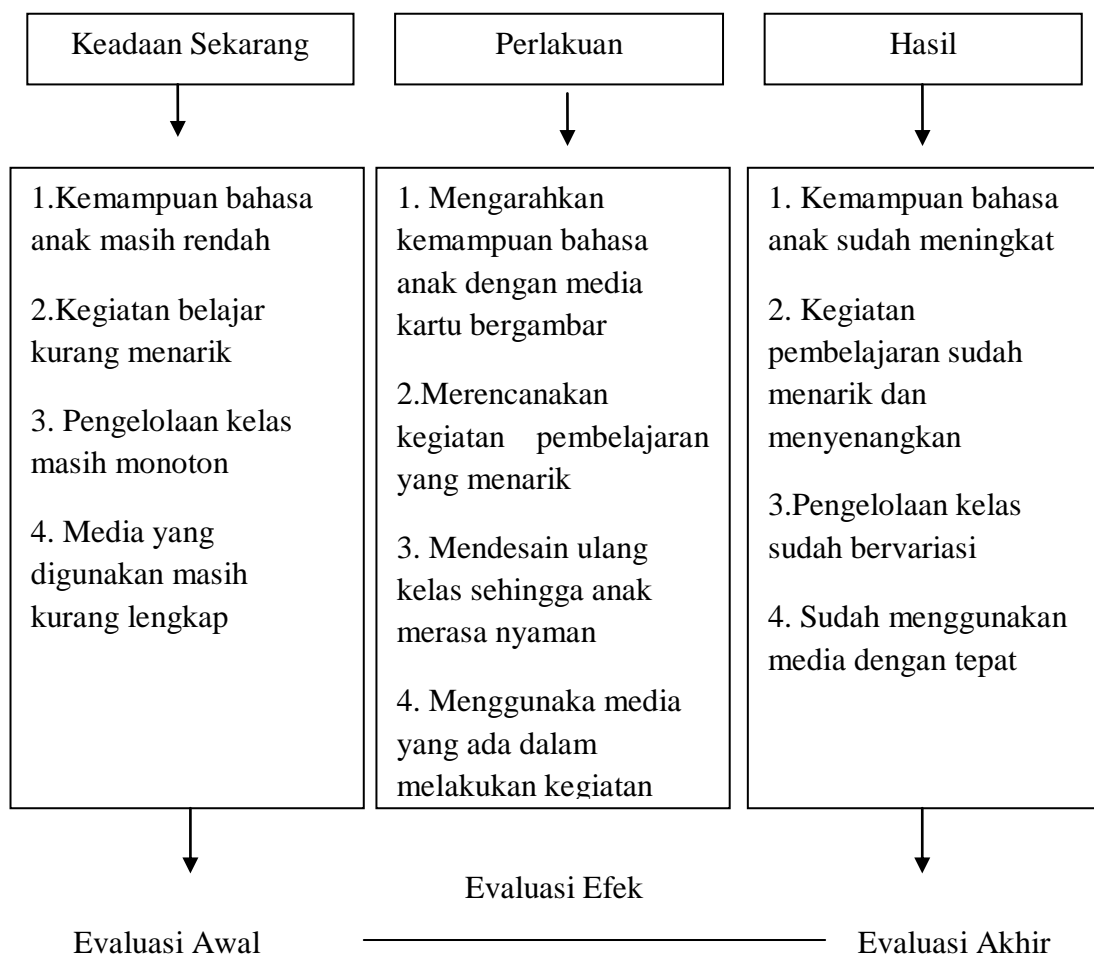 Keadaan Sekarang
Perlakuan
Hasil
1.Kemampuan bahasa
anak masih rendah
2.Kegiatan belajar
kurang menarik
3. Pengelolaan kelas
masih monoton
4. Media yang
digunakan masih
kurang lengkap
1. Mengarahkan
kemampuan bahasa
anak dengan media
kartu bergambar
2.Merencanakan
kegiatan pembelajaran
yang menarik
3. Mendesain ulang
kelas sehingga anak
merasa nyaman
4. Menggunaka media
yang ada dalam
melakukan kegiatan
1. Kemampuan bahasa
anak sudah meningkat
2. Kegiatan
pembelajaran sudah
menarik dan
menyenangkan
3.Pengelolaan kelas
sudah bervariasi
4. Sudah menggunakan
media dengan tepat
Evaluasi Efek
Evaluasi Awal
Evaluasi Akhir